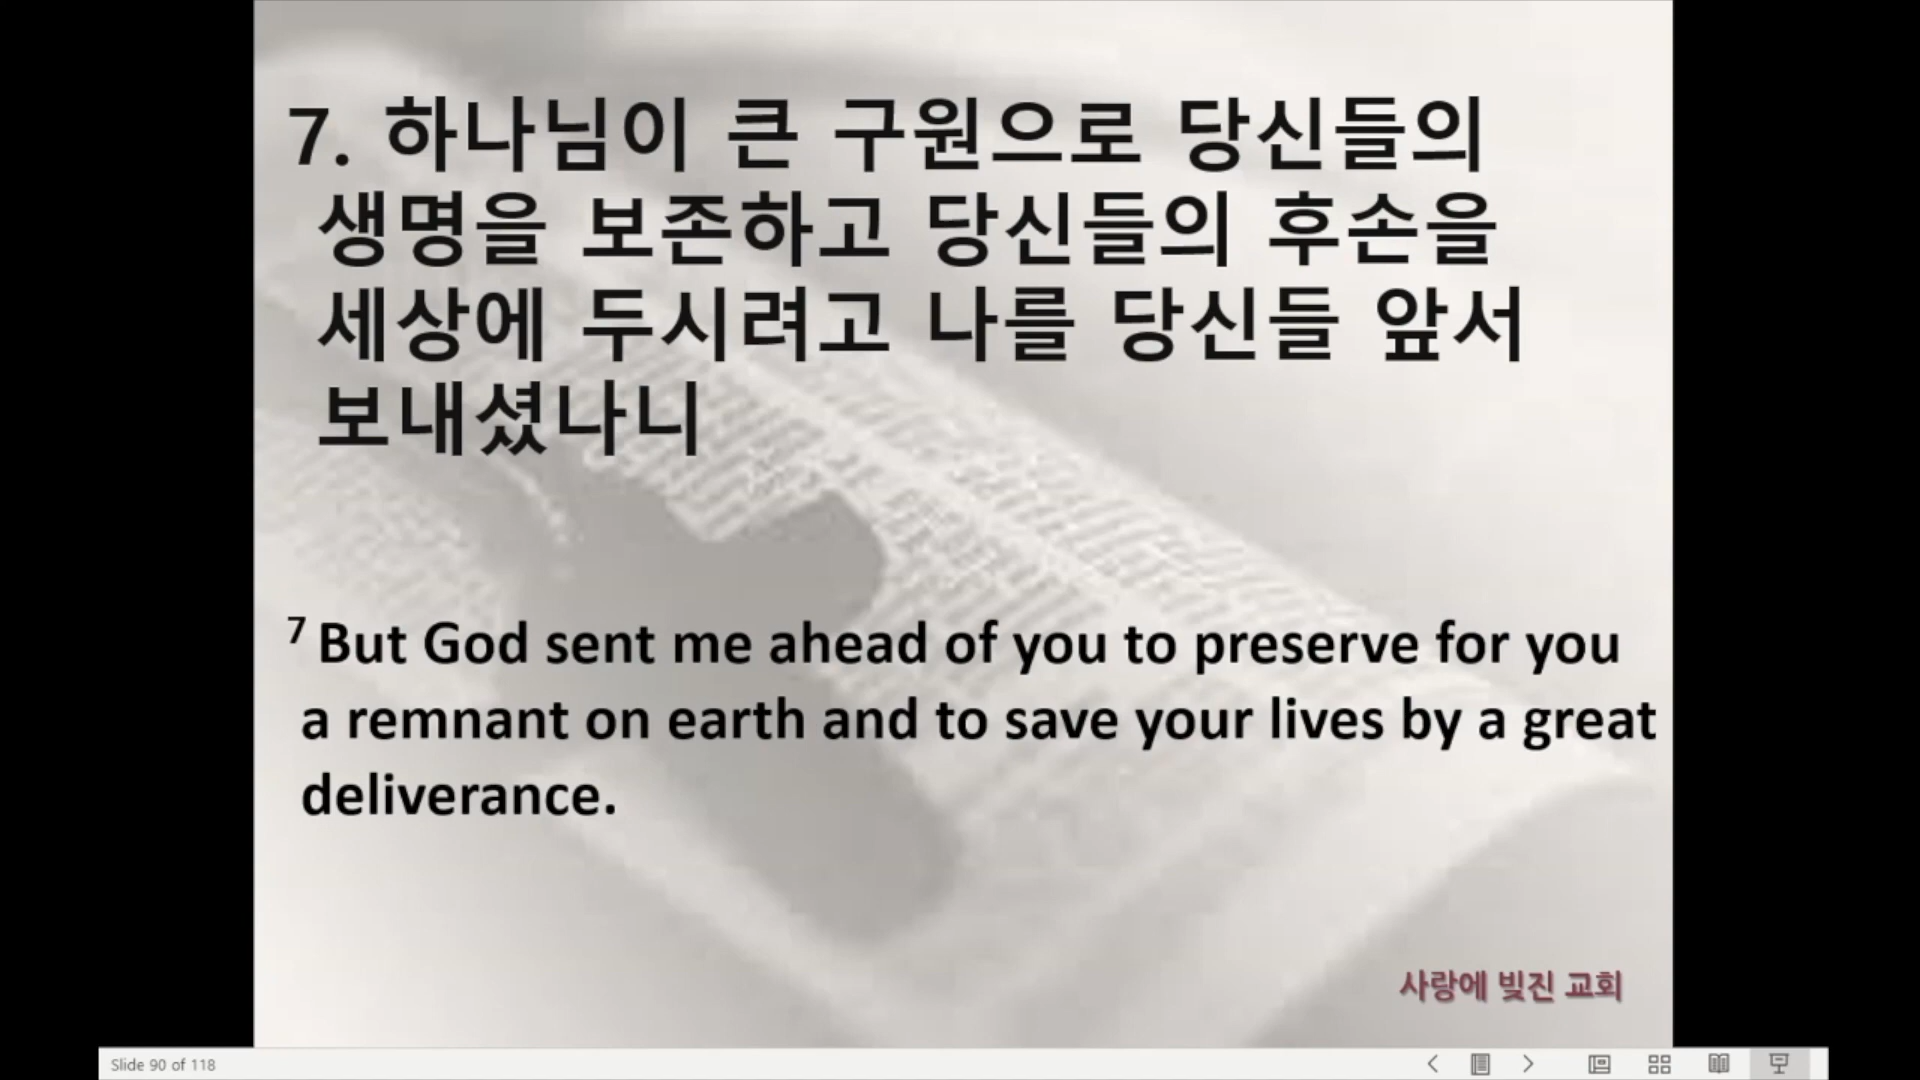 7. 하나님이 큰 구원으로 당신들의
생명을 보존하고 당신들의 후손을
세상에 두시려고 나를 당신들 앞서
보내셨나니
7 But God sent me ahead of you to preserve for you
a remnant on earth and to save your lives by a great
deliverance.
사랑에 빚진 교회
Slide 90 of 118